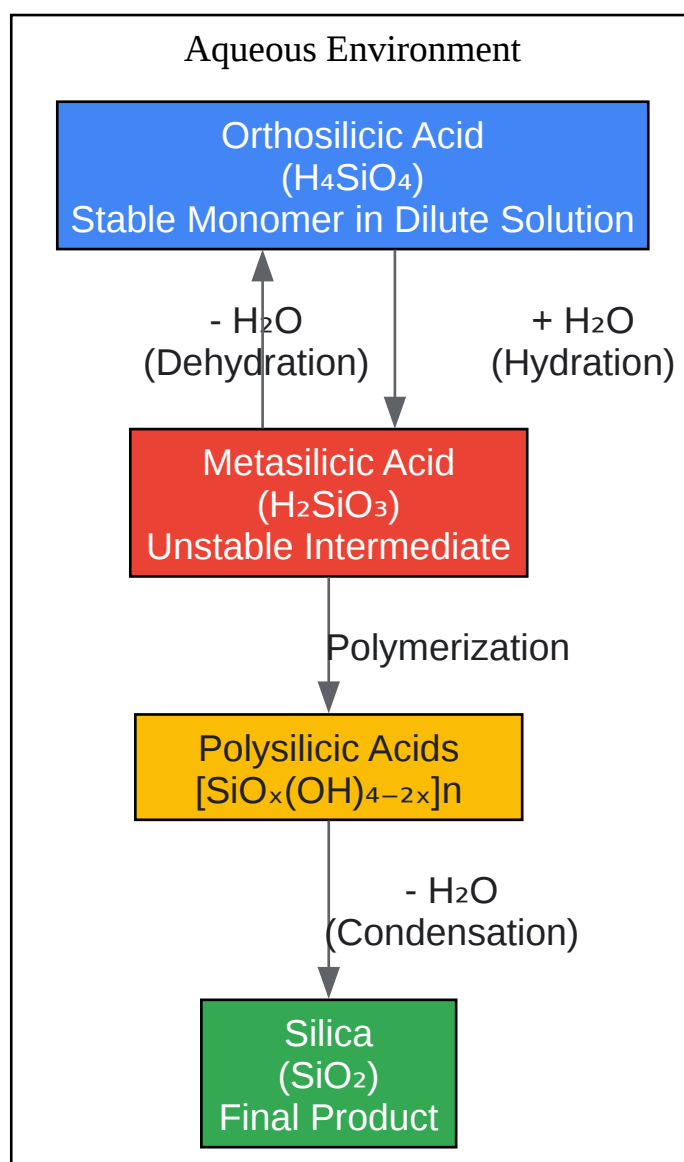 Aqueous Environment
Orthosilicic Acid
(H₄SiO₄)
Stable Monomer in Dilute Solution
- H₂O
(Dehydration)
+ H₂O
(Hydration)
Metasilicic Acid
(H₂SiO₃)
Unstable Intermediate
Polymerization
Polysilicic Acids
[SiOₓ(OH)₄₋₂ₓ]n
- H₂O
(Condensation)
Silica
(SiO₂)
Final Product